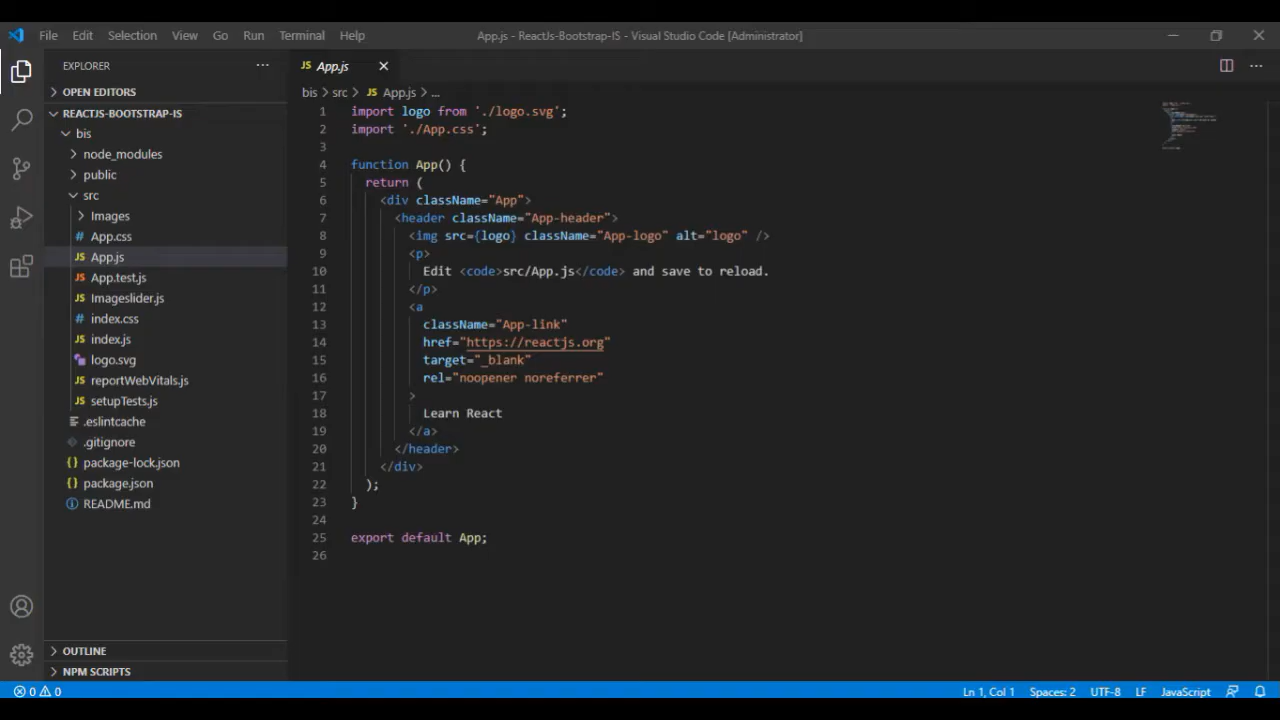 File Edit Selection View Go Run Terminal Help App.js - ReactJs-Bootstrap-IS - Visual Studio Code [Administrator]
EXPLORER ...
OPEN EDITORS
REACTJS-BOOTSTRAP-IS
bis
node_modules
public
src
Images
# App.css
JS App.js
JS App.test.js
JS Imageslider.js
# index.css
JS index.js
logo.svg
JS reportWebVitals.js
JS setupTests.js
.eslintcache
.gitignore
{} package-lock.json
{} package.json
README.md
OUTLINE
NPM SCRIPTS
JS App.js
bis > src > JS App.js > ...
1 import logo from './logo.svg';
2 import './App.css';
3
4 function App() {
5 return (
6 <div className="App">
7 <header className="App-header">
8 <img src={logo} className="App-logo" alt="logo" />
9 <p>
10 Edit <code>src/App.js</code> and save to reload.
11 </p>
12 <a
13 className="App-link"
14 href="https://reactjs.org"
15 target="_blank"
16 rel="noopener noreferrer"
17 >
18 Learn React
19 </a>
20 </header>
21 </div>
22 );
23 }
24
25 export default App;
26
0 0 Ln 1, Col 1 Spaces: 2 UTF-8 LF JavaScript